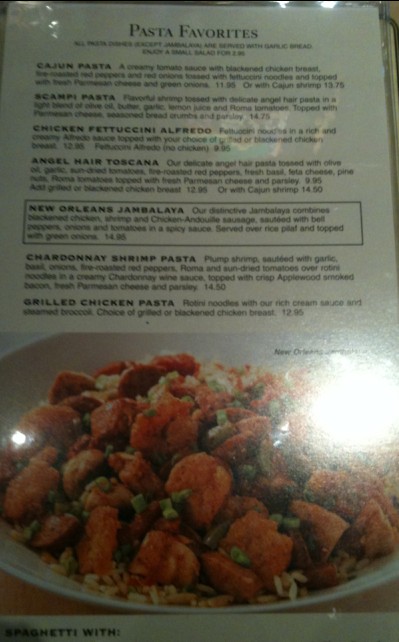 PASTA FAVORITES
ALL PASTA DISHES (EXCEPT JAMBALAYA) ARE SERVED WITH GARLIC BREAD.
ENJOY A SMALL SALAD FOR 2.95
CAJUN PASTA A creamy tomato sauce with blackened chicken breast,
fire-roasted red peppers and red onions tossed with fettuccini noodles and topped
with fresh Parmesan cheese and green onions. 11.95 Or with Cajun shrimp 13.75
SCAMPI PASTA Flavorful shrimp tossed with delicate angel hair pasta in a
light blend of olive oil, butter, garlic, lemon juice and Roma tomatoes. Topped with
Parmesan cheese, seasoned bread crumbs and parsley. 14.75
CHICKEN FETTUCCINI ALFREDO Fettuccini noodles in a rich and
creamy Alfredo sauce topped with your choice of grilled or blackened chicken
breast. 12.95 Fettuccini Alfredo (no chicken) 9.95
ANGEL HAIR TOSCANA Our delicate angel hair pasta tossed with olive
oil, garlic, sun-dried tomatoes, fire-roasted red peppers, fresh basil, feta cheese, pine
nuts, Roma tomatoes topped with fresh Parmesan cheese and parsley. 9.95
Add grilled or blackened chicken breast 12.95 Or with Cajun shrimp 14.50
NEW ORLEANS JAMBALAYA Our distinctive Jambalaya combines
blackened chicken, shrimp and Chicken-Andouille sausage, sautéed with bell
peppers, onions and tomatoes in a spicy sauce. Served over rice pilaf and topped
with green onions. 14.95
CHARDONNAY SHRIMP PASTA Plump shrimp, sautéed with garlic,
basil, onions, fire-roasted red peppers, Roma and sun-dried tomatoes over rotini
noodles in a creamy Chardonnay wine sauce, topped with crisp Applewood smoked
bacon, fresh Parmesan cheese and parsley. 14.50
GRILLED CHICKEN PASTA Rotini noodles with our rich cream sauce and
steamed broccoli. Choice of grilled or blackened chicken breast. 12.95
New Orleans
SPAGHETTI WITH: